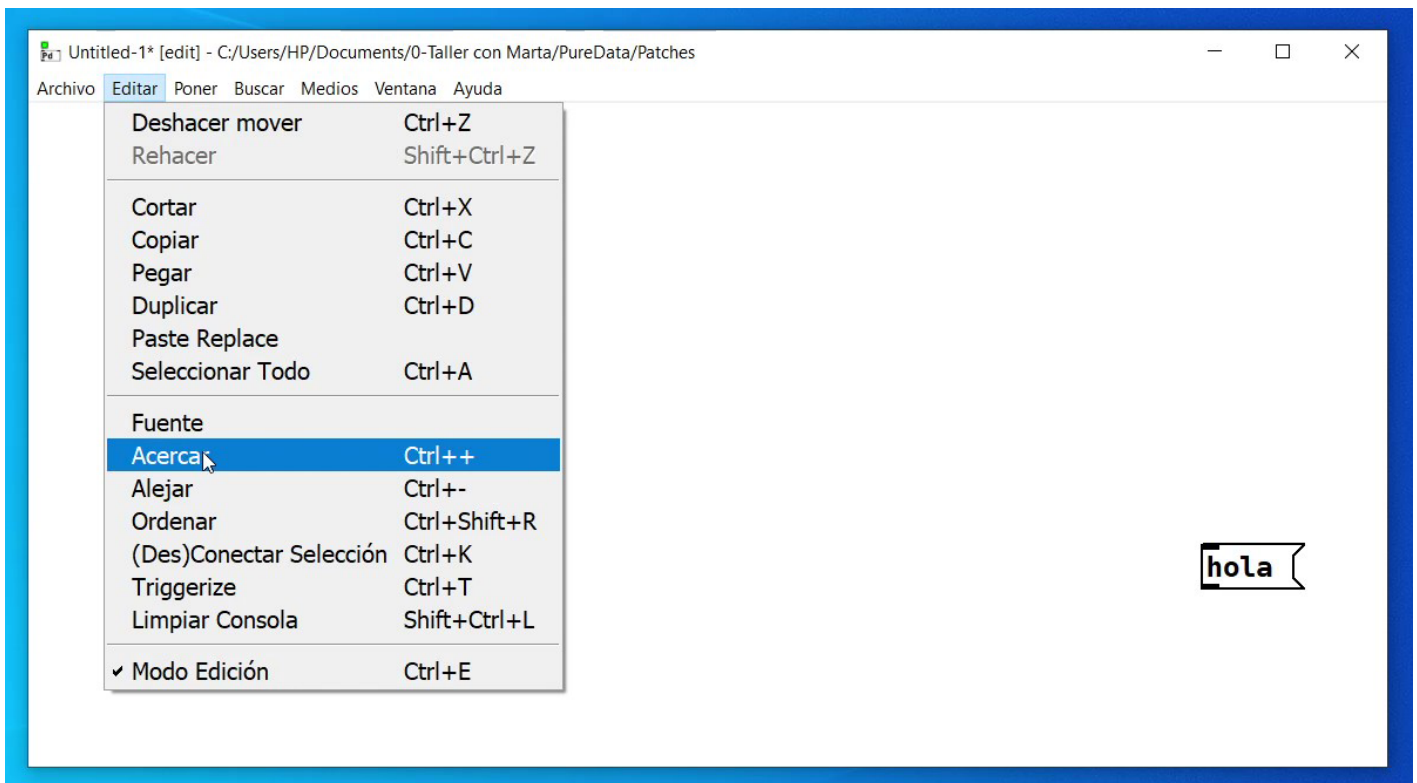 Untitled-1* [edit] - C:/Users/HP/Documents/0-Taller con Marta/PureData/Patches
Archivo Editar Poner Buscar Medios Ventana Ayuda
Deshacer mover Ctrl+Z
Rehacer Shift+Ctrl+Z
Cortar Ctrl+X
Copiar Ctrl+C
Pegar Ctrl+V
Duplicar Ctrl+D
Paste Replace
Seleccionar Todo Ctrl+A
Fuente
Acercar Ctrl++
Alejar Ctrl+-
Ordenar Ctrl+Shift+R
(Des)Conectar Selección Ctrl+K
Triggerize Ctrl+T
Limpiar Consola Shift+Ctrl+L
✓ Modo Edición Ctrl+E
hola